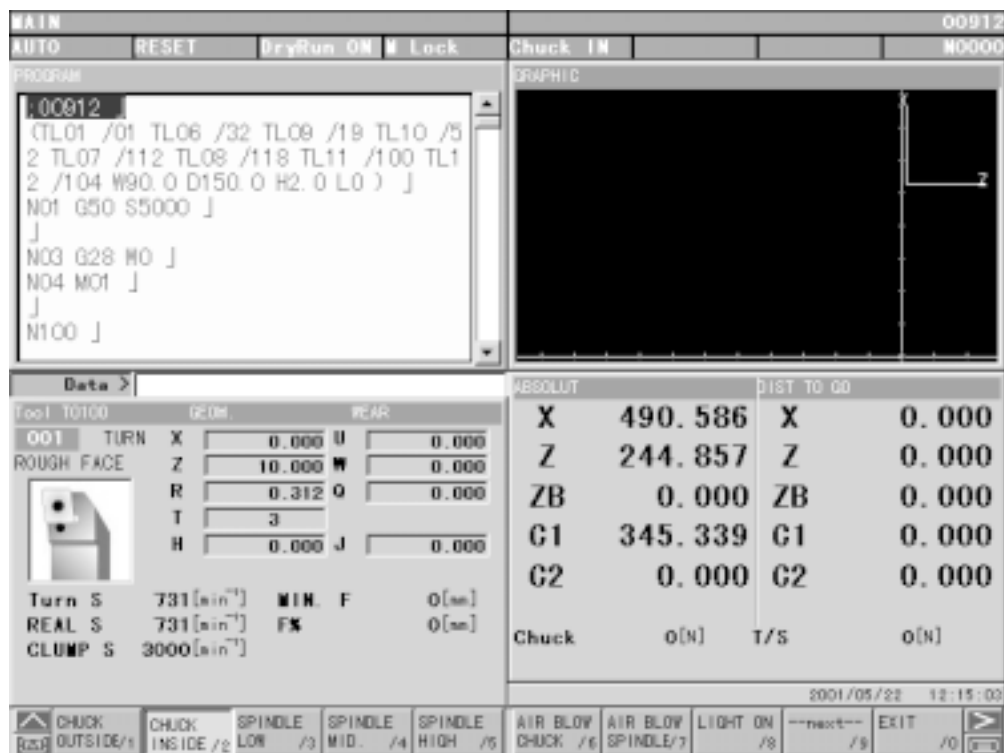 MAIN 00912
AUTO RESET DryRun ON M Lock Chuck IN N0000
PROGRAM
:00912 ⌋
(TL01 /01 TL06 /32 TL09 /19 TL10 /5
2 TL07 /112 TL08 /118 TL11 /100 TL1
2 /104 W90.0 D150.0 H2.0 L0 ) ⌋
N01 G50 S5000 ⌋
⌋
N03 G28 W0 ⌋
N04 M01 ⌋
⌋
N100 ⌋
GRAPHIC
X
Z
Data >
Tool T0100 GEOM. WEAR
001 TURN X 0.000 U 0.000
ROUGH FACE Z 10.000 W 0.000
R 0.312 Q 0.000
T 3
H 0.000 J 0.000
Turn S 731[min⁻¹] MIN. F 0[mm]
REAL S 731[min⁻¹] F% 0[mm]
CLUMP S 3000[min⁻¹]
ABSOLUT DIST TO GO
X 490.586 X 0.000
Z 244.857 Z 0.000
ZB 0.000 ZB 0.000
C1 345.339 C1 0.000
C2 0.000 C2 0.000
Chuck 0[N] T/S 0[N]
2001/05/22 12:15:03
CHUCK OUTSIDE/1
CHUCK INSIDE /2
SPINDLE LOW /3
SPINDLE MID. /4
SPINDLE HIGH /5
AIR BLOW CHUCK /6
AIR BLOW SPINDLE/7
LIGHT ON /8
--next-- /9
EXIT /0